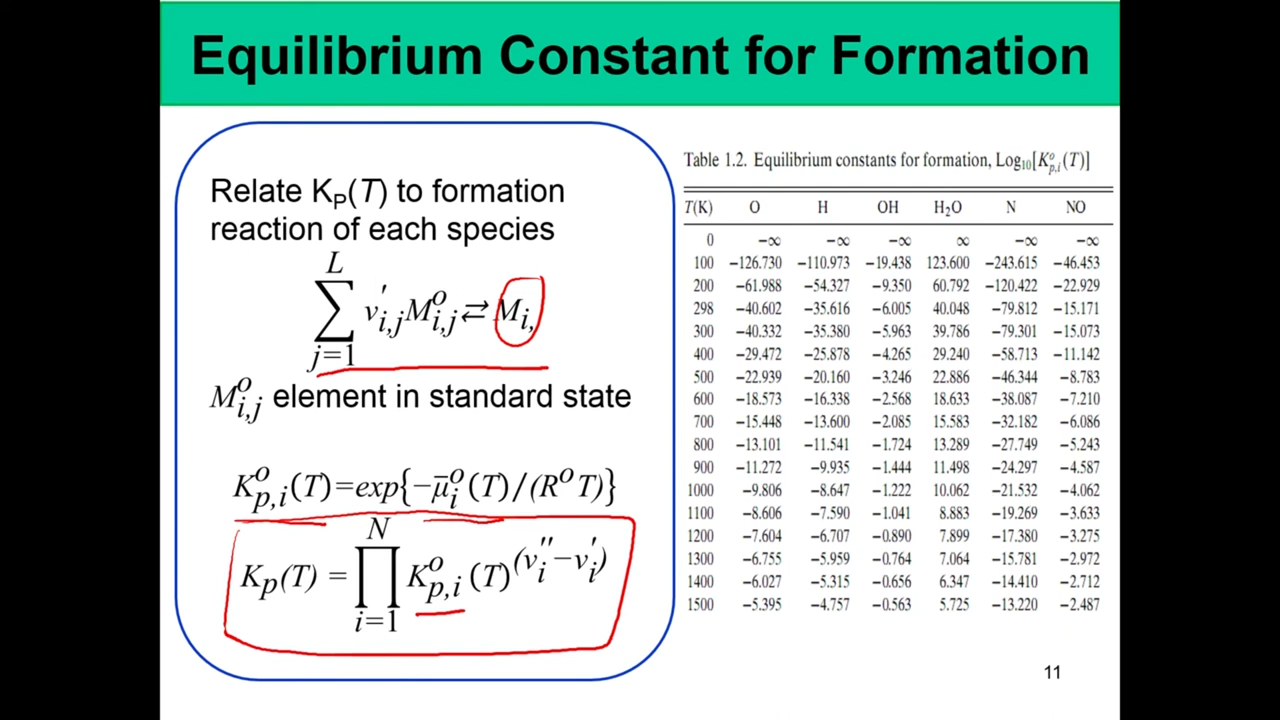 Equilibrium Constant for Formation
Relate K_P(T) to formation
reaction of each species
∑_{j=1}^{L} ν'_{i,j} M^o_{i,j} ⇄ M_{i,}
M^o_{i,j} element in standard state
K^o_{p,i}(T)=exp{−μ̄^o_i(T)/(R^oT)}
K_p(T) = ∏_{i=1}^{N} K^o_{p,i}(T)^{(ν''_i−ν'_i)}
Table 1.2. Equilibrium constants for formation, Log₁₀[K^o_{p,i}(T)]
T(K) O H OH H₂O N NO
0 −∞ −∞ −∞ ∞ −∞ −∞
100 −126.730 −110.973 −19.438 123.600 −243.615 −46.453
200 −61.988 −54.327 −9.350 60.792 −120.422 −22.929
298 −40.602 −35.616 −6.005 40.048 −79.812 −15.171
300 −40.332 −35.380 −5.963 39.786 −79.301 −15.073
400 −29.472 −25.878 −4.265 29.240 −58.713 −11.142
500 −22.939 −20.160 −3.246 22.886 −46.344 −8.783
600 −18.573 −16.338 −2.568 18.633 −38.087 −7.210
700 −15.448 −13.600 −2.085 15.583 −32.182 −6.086
800 −13.101 −11.541 −1.724 13.289 −27.749 −5.243
900 −11.272 −9.935 −1.444 11.498 −24.297 −4.587
1000 −9.806 −8.647 −1.222 10.062 −21.532 −4.062
1100 −8.606 −7.590 −1.041 8.883 −19.269 −3.633
1200 −7.604 −6.707 −0.890 7.899 −17.380 −3.275
1300 −6.755 −5.959 −0.764 7.064 −15.781 −2.972
1400 −6.027 −5.315 −0.656 6.347 −14.410 −2.712
1500 −5.395 −4.757 −0.563 5.725 −13.220 −2.487
11